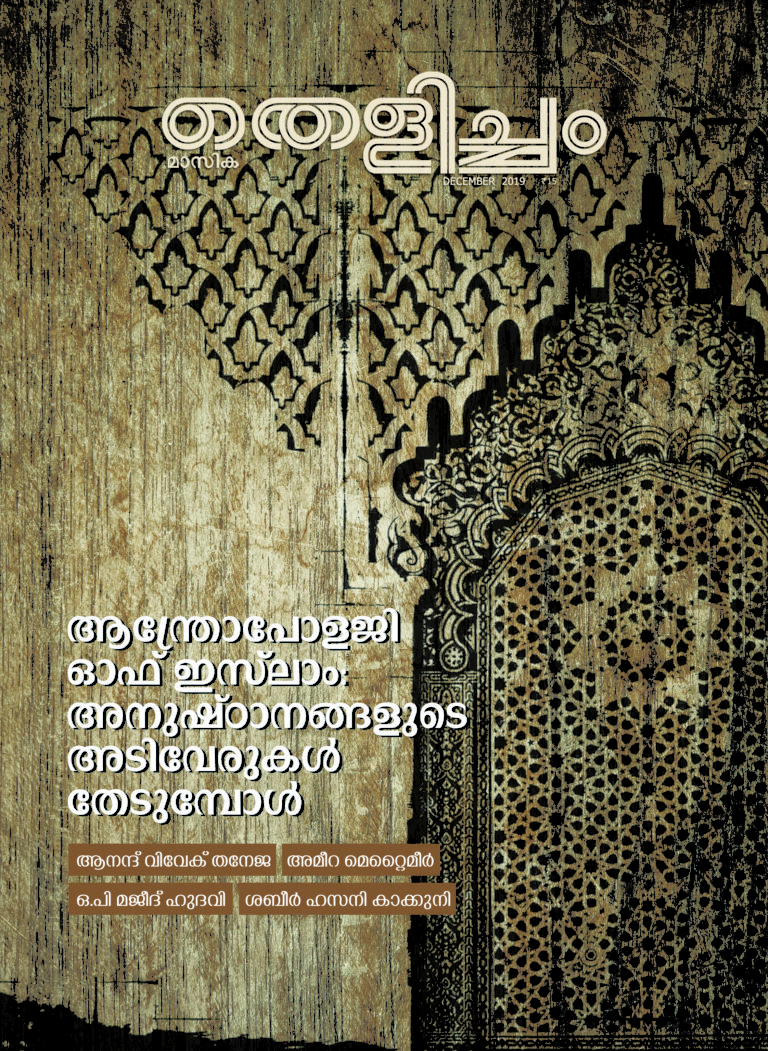 തെളിച്ചം
മാസിക
DECEMBER 2019 ₹15
ആന്ത്രോപോളജി
ഓഫ് ഇസ്‌ലാം:
അനുഷ്ഠാനങ്ങളുടെ
അടിവേരുകൾ
തേടുമ്പോൾ
ആനന്ദ് വിവേക് തനേജ അമീറ മെറ്റൈമീർ
ഒ.പി മജീദ് ഹുദവി ശബീർ ഹസനി കാക്കുനി